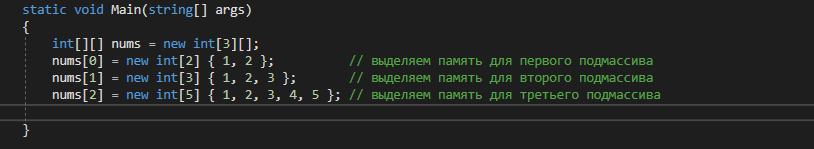 static void Main(string[] args)
{
    int[][] nums = new int[3][];
    nums[0] = new int[2] { 1, 2 };          // выделяем память для первого подмассива
    nums[1] = new int[3] { 1, 2, 3 };       // выделяем память для второго подмассива
    nums[2] = new int[5] { 1, 2, 3, 4, 5 }; // выделяем память для третьего подмассива
}